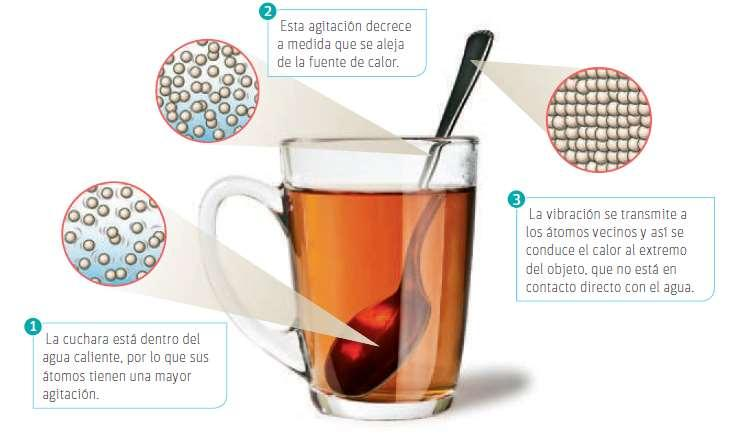 1
La cuchara está dentro del
agua caliente, por lo que sus
átomos tienen una mayor
agitación.
2
Esta agitación decrece
a medida que se aleja
de la fuente de calor.
3
La vibración se transmite a
los átomos vecinos y así se
conduce el calor al extremo
del objeto, que no está en
contacto directo con el agua.